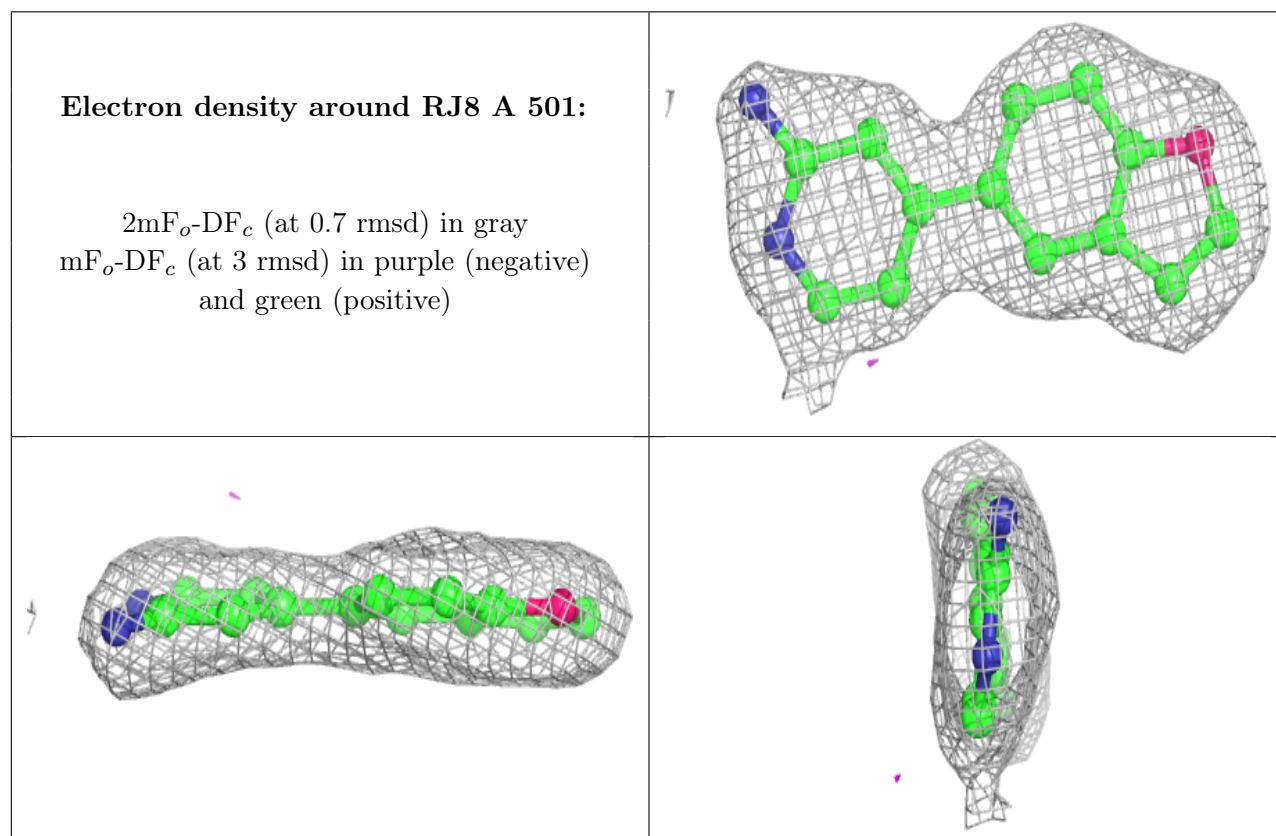 Electron density around RJ8 A 501:
2mFo-DFc (at 0.7 rmsd) in gray
mFo-DFc (at 3 rmsd) in purple (negative)
and green (positive)